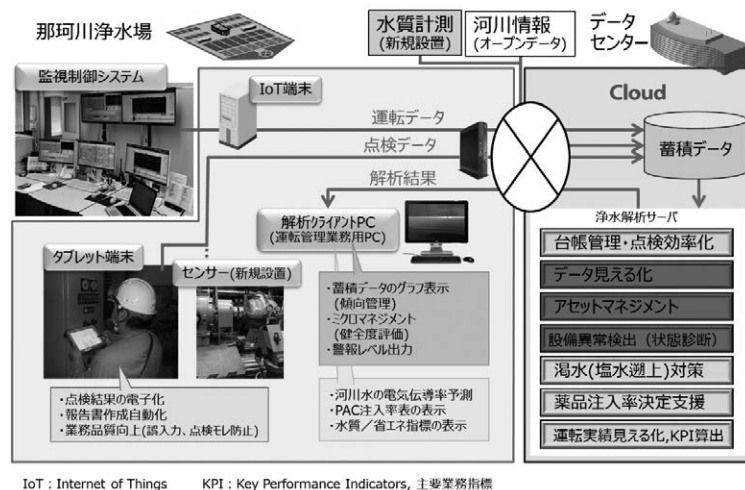 那珂川浄水場
水質計測
(新規設置)
河川情報
(オープンデータ)
データ
センター
監視制御システム
IoT端末
Cloud
運転データ
点検データ
解析結果
蓄積データ
解析クライアントPC
(運転管理業務用PC)
浄水解析サーバ
台帳管理・点検効率化
データ見える化
アセットマネジメント
設備異常検出(状態診断)
渇水(塩水遡上)対策
薬品注入率決定支援
運転実績見える化,KPI算出
タブレット端末
センサー(新規設置)
・蓄積データのグラフ表示
(傾向管理)
・ミクロマネジメント
(健全度評価)
・警報レベル出力
・点検結果の電子化
・報告書作成自動化
・業務品質向上(誤入力、点検モレ防止)
・河川水の電気伝導率予測
・PAC注入率表の表示
・水質/省エネ指標の表示
IoT : Internet of Things
KPI : Key Performance Indicators, 主要業務指標